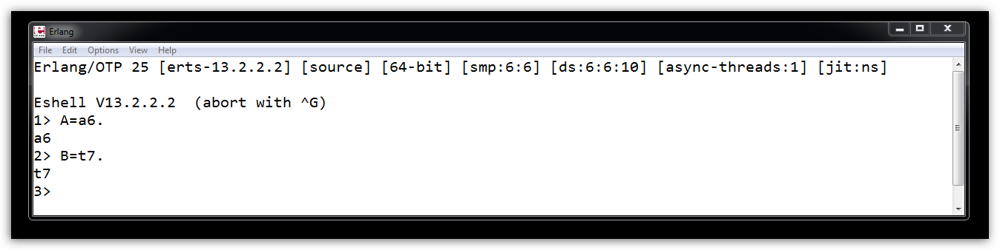 Erlang
File Edit Options View Help
Erlang/OTP 25 [erts-13.2.2.2] [source] [64-bit] [smp:6:6] [ds:6:6:10] [async-threads:1] [jit:ns]
Eshell V13.2.2.2  (abort with ^G)
1> A=a6.
a6
2> B=t7.
t7
3>